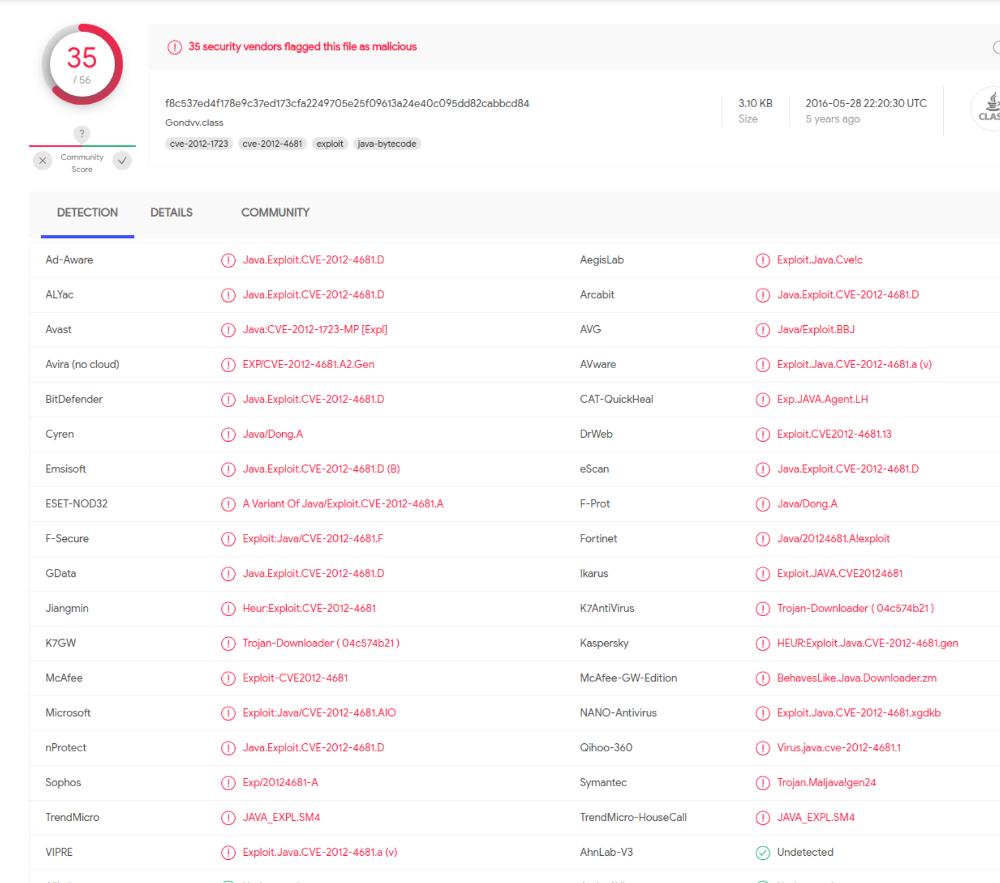 35
/ 56
35 security vendors flagged this file as malicious
f8c537ed4f178e9c37ed173cfa2249705e25f09613a24e40c095dd82cabbcd84
Gondvv.class
cve-2012-1723 cve-2012-4681 exploit java-bytecode
3.10 KB
Size
2016-05-28 22:20:30 UTC
5 years ago
?
Community
Score
DETECTION DETAILS COMMUNITY
Ad-Aware Java.Exploit.CVE-2012-4681.D AegisLab Exploit.Java.Cve!c
ALYac Java.Exploit.CVE-2012-4681.D Arcabit Java.Exploit.CVE-2012-4681.D
Avast Java:CVE-2012-1723-MP [Expl] AVG Java/Exploit.BBJ
Avira (no cloud) EXP/CVE-2012-4681.A2.Gen AVware Exploit.Java.CVE-2012-4681.a (v)
BitDefender Java.Exploit.CVE-2012-4681.D CAT-QuickHeal Exp.JAVA.Agent.LH
Cyren Java/Dong.A DrWeb Exploit.CVE2012-4681.13
Emsisoft Java.Exploit.CVE-2012-4681.D (B) eScan Java.Exploit.CVE-2012-4681.D
ESET-NOD32 A Variant Of Java/Exploit.CVE-2012-4681.A F-Prot Java/Dong.A
F-Secure Exploit:Java/CVE-2012-4681.F Fortinet Java/20124681.A!exploit
GData Java.Exploit.CVE-2012-4681.D Ikarus Exploit.JAVA.CVE20124681
Jiangmin Heur:Exploit.CVE-2012-4681 K7AntiVirus Trojan-Downloader ( 04c574b21 )
K7GW Trojan-Downloader ( 04c574b21 ) Kaspersky HEUR:Exploit.Java.CVE-2012-4681.gen
McAfee Exploit-CVE2012-4681 McAfee-GW-Edition BehavesLike.Java.Downloader.zm
Microsoft Exploit:Java/CVE-2012-4681.AIO NANO-Antivirus Exploit.Java.CVE-2012-4681.xgdkb
nProtect Java.Exploit.CVE-2012-4681.D Qihoo-360 Virus.java.cve-2012-4681.1
Sophos Exp/20124681-A Symantec Trojan.Maljava!gen24
TrendMicro JAVA_EXPL.SM4 TrendMicro-HouseCall JAVA_EXPL.SM4
VIPRE Exploit.Java.CVE-2012-4681.a (v) AhnLab-V3 Undetected